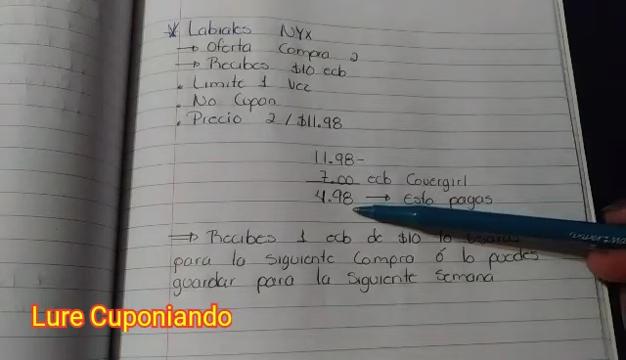 * Labiales NYX
→ Oferta Compra 2
→ Recibes $10 ecb
. Limite 1 vez
. No Cupon
. Precio 2 / $11.98
11.98-
7.00 ecb Covergirl
4.98 → Esto pagas
⇒ Recibes 1 ecb de $10 lo
para la siguiente compra ó lo puedes
guardar para la siguiente semana
Lure Cuponiando